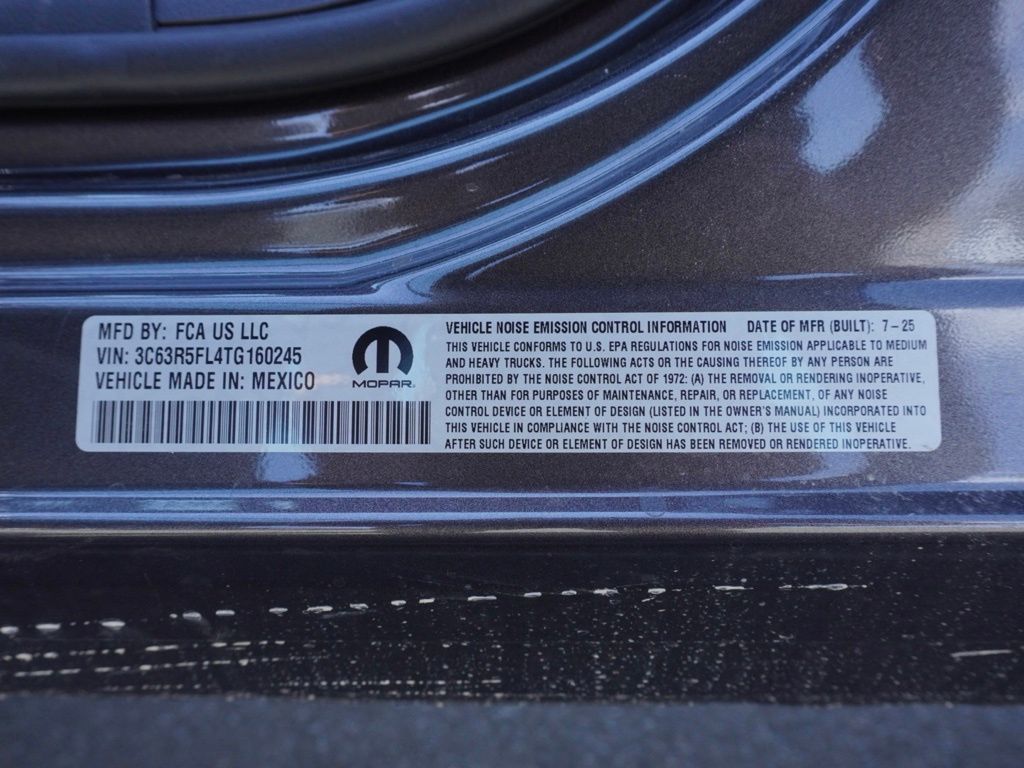 MFD BY: FCA US LLC
VIN: 3C63R5FL4TG160245
VEHICLE MADE IN: MEXICO
MOPAR
VEHICLE NOISE EMISSION CONTROL INFORMATION DATE OF MFR (BUILT): 7-25
THIS VEHICLE CONFORMS TO U.S. EPA REGULATIONS FOR NOISE EMISSION APPLICABLE TO MEDIUM
AND HEAVY TRUCKS. THE FOLLOWING ACTS OR THE CAUSING THEREOF BY ANY PERSON ARE
PROHIBITED BY THE NOISE CONTROL ACT OF 1972: (A) THE REMOVAL OR RENDERING INOPERATIVE,
OTHER THAN FOR PURPOSES OF MAINTENANCE, REPAIR, OR REPLACEMENT, OF ANY NOISE
CONTROL DEVICE OR ELEMENT OF DESIGN (LISTED IN THE OWNER'S MANUAL) INCORPORATED INTO
THIS VEHICLE IN COMPLIANCE WITH THE NOISE CONTROL ACT; (B) THE USE OF THIS VEHICLE
AFTER SUCH DEVICE OR ELEMENT OF DESIGN HAS BEEN REMOVED OR RENDERED INOPERATIVE.